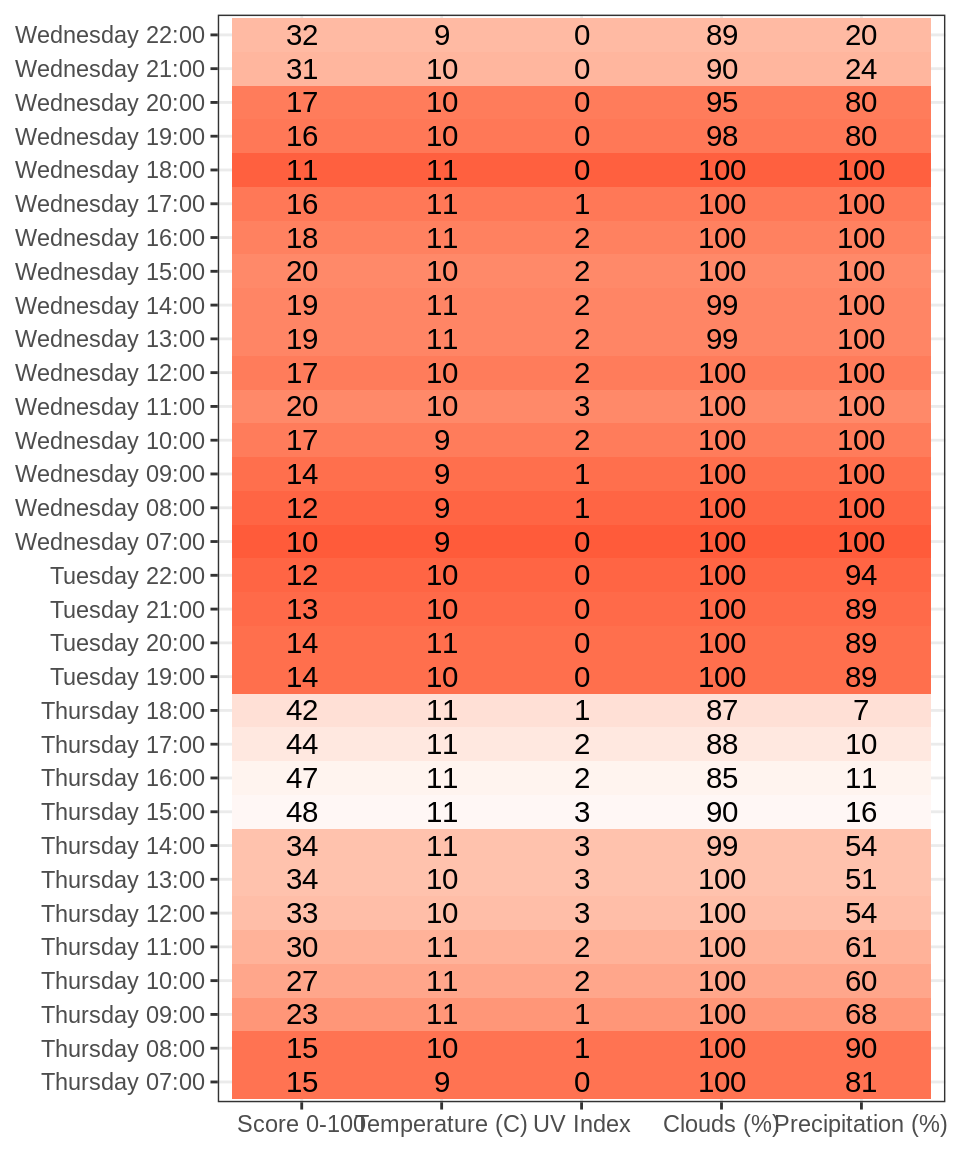 Wednesday 22:00 32 9 0 89 20
Wednesday 21:00 31 10 0 90 24
Wednesday 20:00 17 10 0 95 80
Wednesday 19:00 16 10 0 98 80
Wednesday 18:00 11 11 0 100 100
Wednesday 17:00 16 11 1 100 100
Wednesday 16:00 18 11 2 100 100
Wednesday 15:00 20 10 2 100 100
Wednesday 14:00 19 11 2 99 100
Wednesday 13:00 19 11 2 99 100
Wednesday 12:00 17 10 2 100 100
Wednesday 11:00 20 10 3 100 100
Wednesday 10:00 17 9 2 100 100
Wednesday 09:00 14 9 1 100 100
Wednesday 08:00 12 9 1 100 100
Wednesday 07:00 10 9 0 100 100
Tuesday 22:00 12 10 0 100 94
Tuesday 21:00 13 10 0 100 89
Tuesday 20:00 14 11 0 100 89
Tuesday 19:00 14 10 0 100 89
Thursday 18:00 42 11 1 87 7
Thursday 17:00 44 11 2 88 10
Thursday 16:00 47 11 2 85 11
Thursday 15:00 48 11 3 90 16
Thursday 14:00 34 11 3 99 54
Thursday 13:00 34 10 3 100 51
Thursday 12:00 33 10 3 100 54
Thursday 11:00 30 11 2 100 61
Thursday 10:00 27 11 2 100 60
Thursday 09:00 23 11 1 100 68
Thursday 08:00 15 10 1 100 90
Thursday 07:00 15 9 0 100 81
Score 0-100 Temperature (C) UV Index Clouds (%) Precipitation (%)